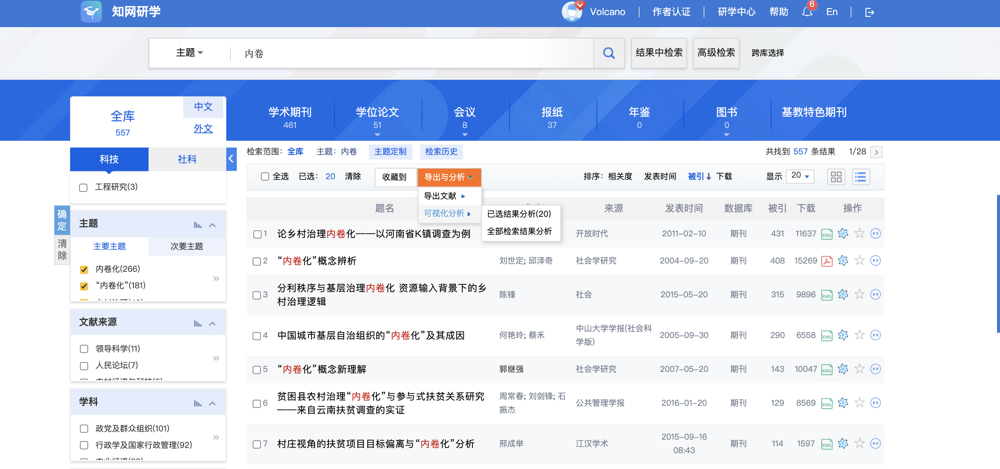 知网研学
Volcano
作者认证
研学中心
帮助
6
En
主题
内卷
结果中检索
高级检索
跨库选择
全库
557
中文
外文
学术期刊
461
学位论文
51
会议
8
报纸
37
年鉴
0
图书
0
基教特色期刊
科技
社科
工程研究(3)
确定
清除
主题
主要主题
次要主题
内卷化(266)
“内卷化”(181)
文献来源
领导科学(11)
人民论坛(7)
学科
政党及群众组织(101)
行政学及国家行政管理(92)
检索范围：全库 主题：内卷 主题定制 检索历史
共找到 557 条结果 1/28
全选 已选：20 清除 收藏到 导出与分析
排序：相关度 发表时间 被引 下载 显示 20
导出文献
可视化分析
已选结果分析(20)
全部检索结果分析
题名 来源 发表时间 数据库 被引 下载 操作
1 论乡村治理内卷化——以河南省K镇调查为例 开放时代 2011-02-10 期刊 431 11637 XML
2 “内卷化”概念辨析 刘世定; 邱泽奇 社会学研究 2004-09-20 期刊 408 15269
3 分利秩序与基层治理内卷化 资源输入背景下的乡
村治理逻辑 陈锋 社会 2015-05-20 期刊 315 9896 XML
4 中国城市基层自治组织的“内卷化”及其成因 何艳玲; 蔡禾 中山大学学报(社会科
学版) 2005-09-30 期刊 290 6558 XML
5 “内卷化”概念新理解 郭继强 社会学研究 2007-05-20 期刊 143 10047 XML
6 贫困县农村治理“内卷化”与参与式扶贫关系研究
——来自云南扶贫调查的实证 周常春; 刘剑锋; 石
振杰 公共管理学报 2016-01-20 期刊 129 8569 XML
7 村庄视角的扶贫项目目标偏离与“内卷化”分析 邢成举 江汉学术 2015-09-16
08:43 期刊 114 1597 XML